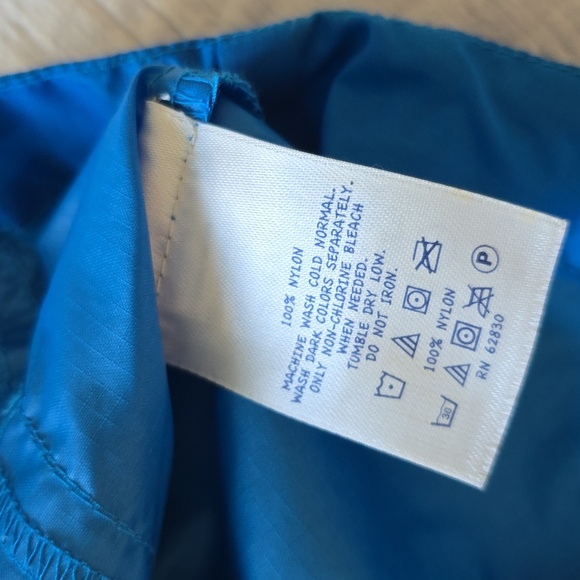 100% NYLON
MACHINE WASH COLD NORMAL.
WASH DARK COLORS SEPARATELY.
ONLY NON-CHLORINE BLEACH
WHEN NEEDED.
TUMBLE DRY LOW.
DO NOT IRON.
100% NYLON
30
P
RN 62830